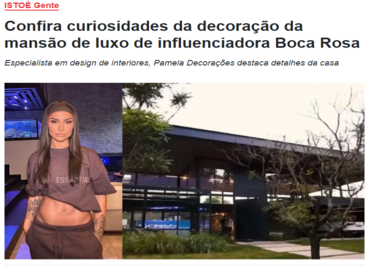 ISTOÉ Gente
Confira curiosidades da decoração da
mansão de luxo de influenciadora Boca Rosa
Especialista em design de interiores, Pamela Decorações destaca detalhes da casa
ESSENTIALS